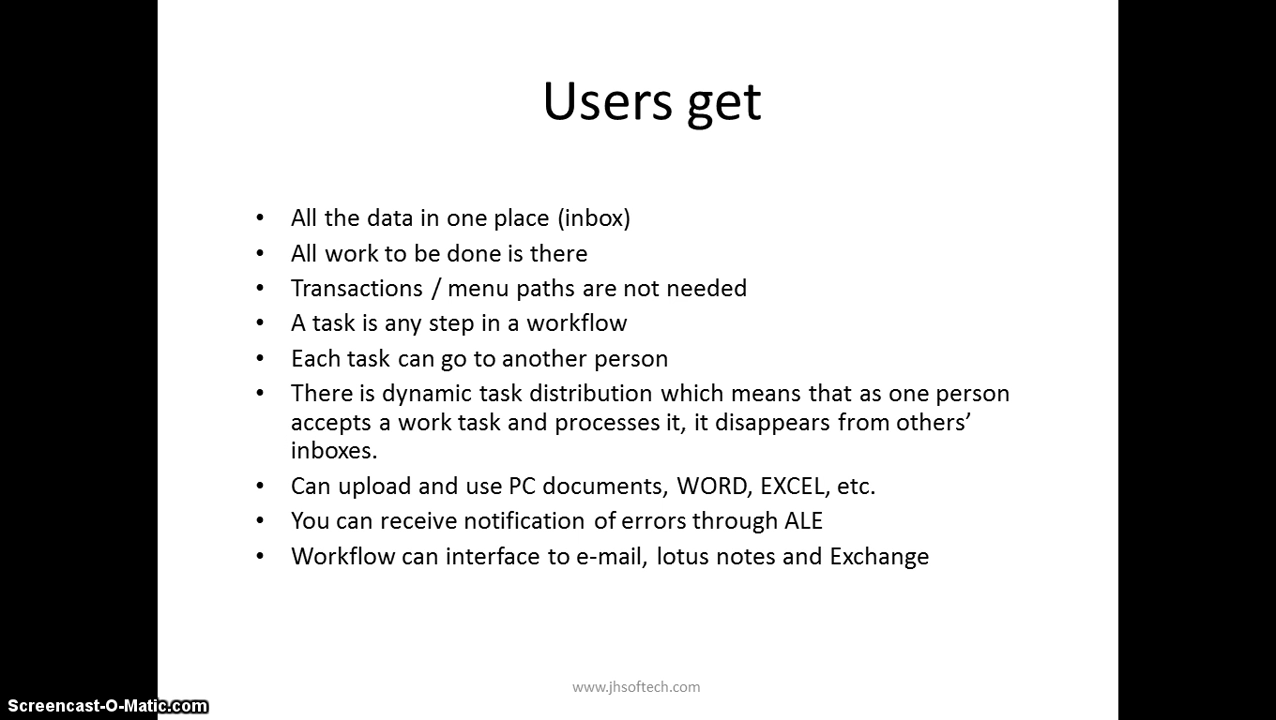 Users get
• All the data in one place (inbox)
• All work to be done is there
• Transactions / menu paths are not needed
• A task is any step in a workflow
• Each task can go to another person
• There is dynamic task distribution which means that as one person
accepts a work task and processes it, it disappears from others’
inboxes.
• Can upload and use PC documents, WORD, EXCEL, etc.
• You can receive notification of errors through ALE
• Workflow can interface to e-mail, lotus notes and Exchange
www.jhsoftech.com
Screencast-O-Matic.com